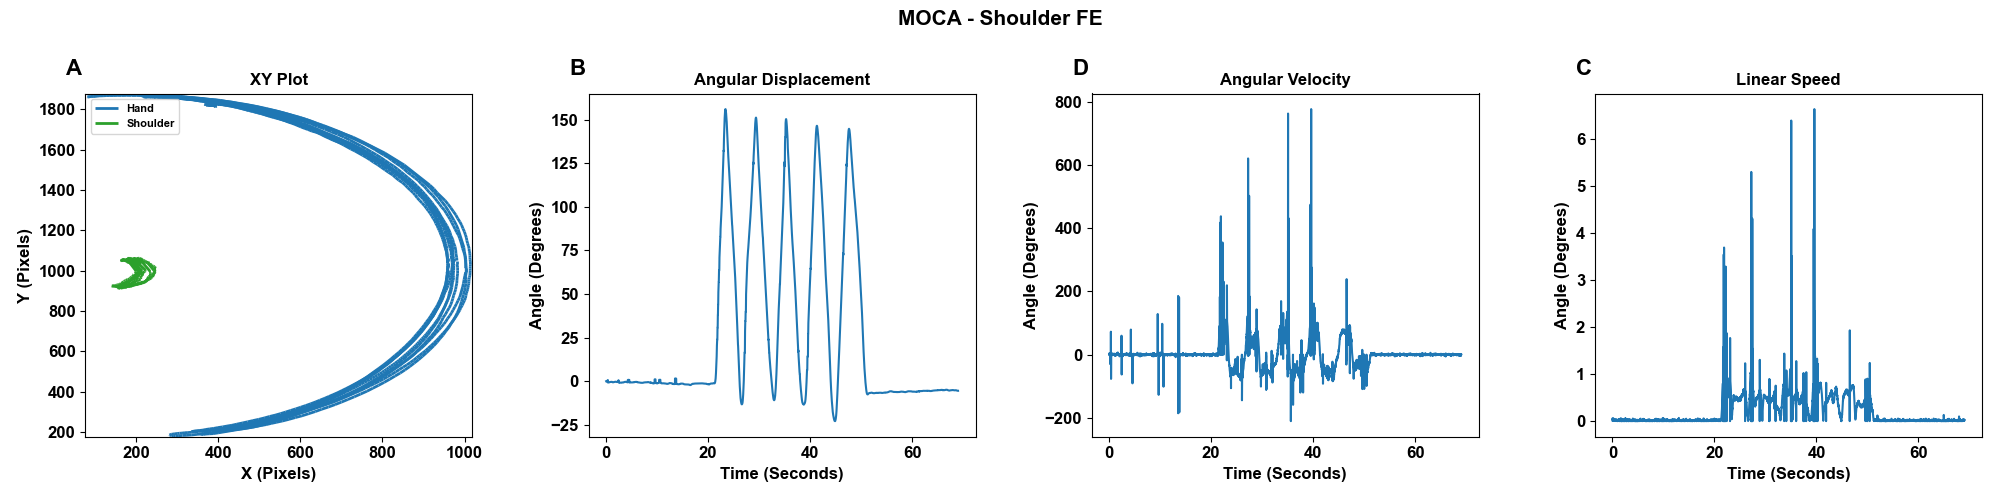 MOCA - Shoulder FE
A
XY Plot
Hand
Shoulder
1800
1600
1400
1200
1000
800
600
400
200
Y (Pixels)
200 400 600 800 1000
X (Pixels)
B
Angular Displacement
150
125
100
75
50
25
0
−25
Angle (Degrees)
0 20 40 60
Time (Seconds)
D
Angular Velocity
800
600
400
200
0
−200
Angle (Degrees)
0 20 40 60
Time (Seconds)
C
Linear Speed
6
5
4
3
2
1
0
Angle (Degrees)
0 20 40 60
Time (Seconds)